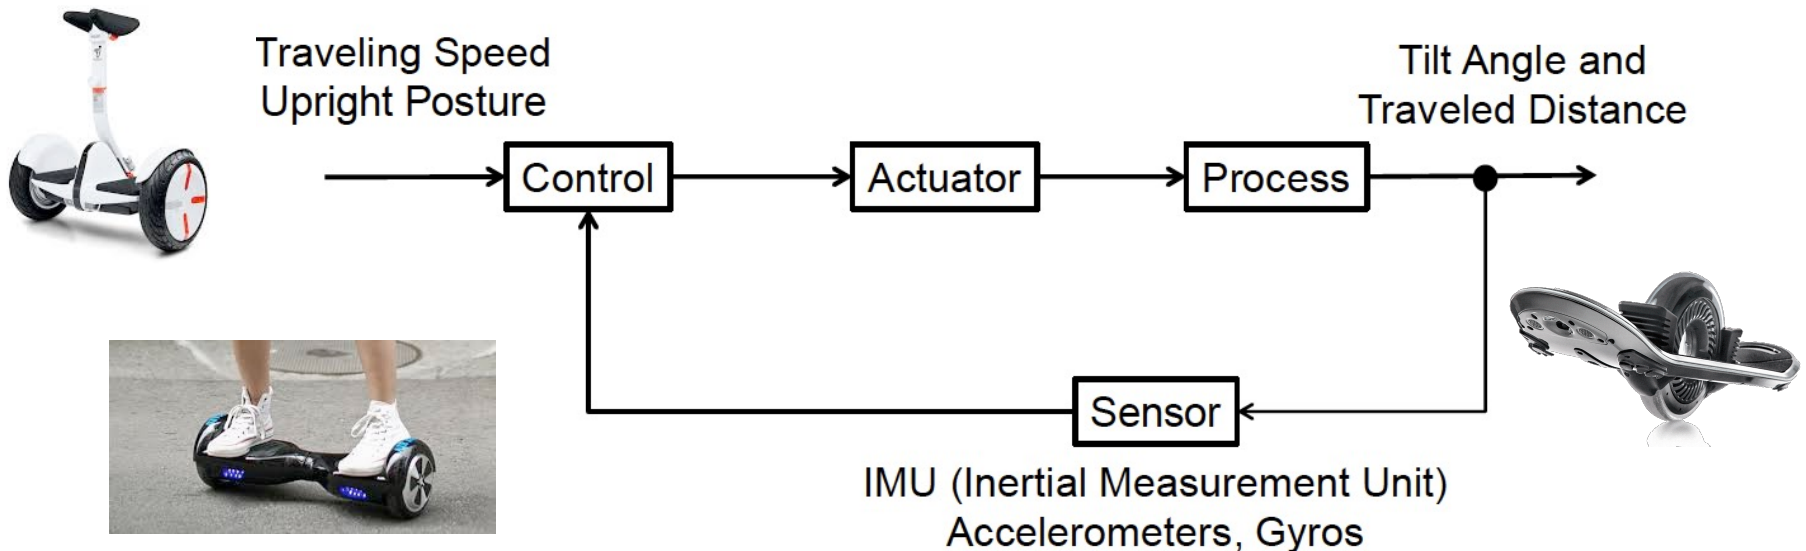 Traveling Speed
Upright Posture
Tilt Angle and
Traveled Distance
Control
Actuator
Process
Sensor
IMU (Inertial Measurement Unit)
Accelerometers, Gyros